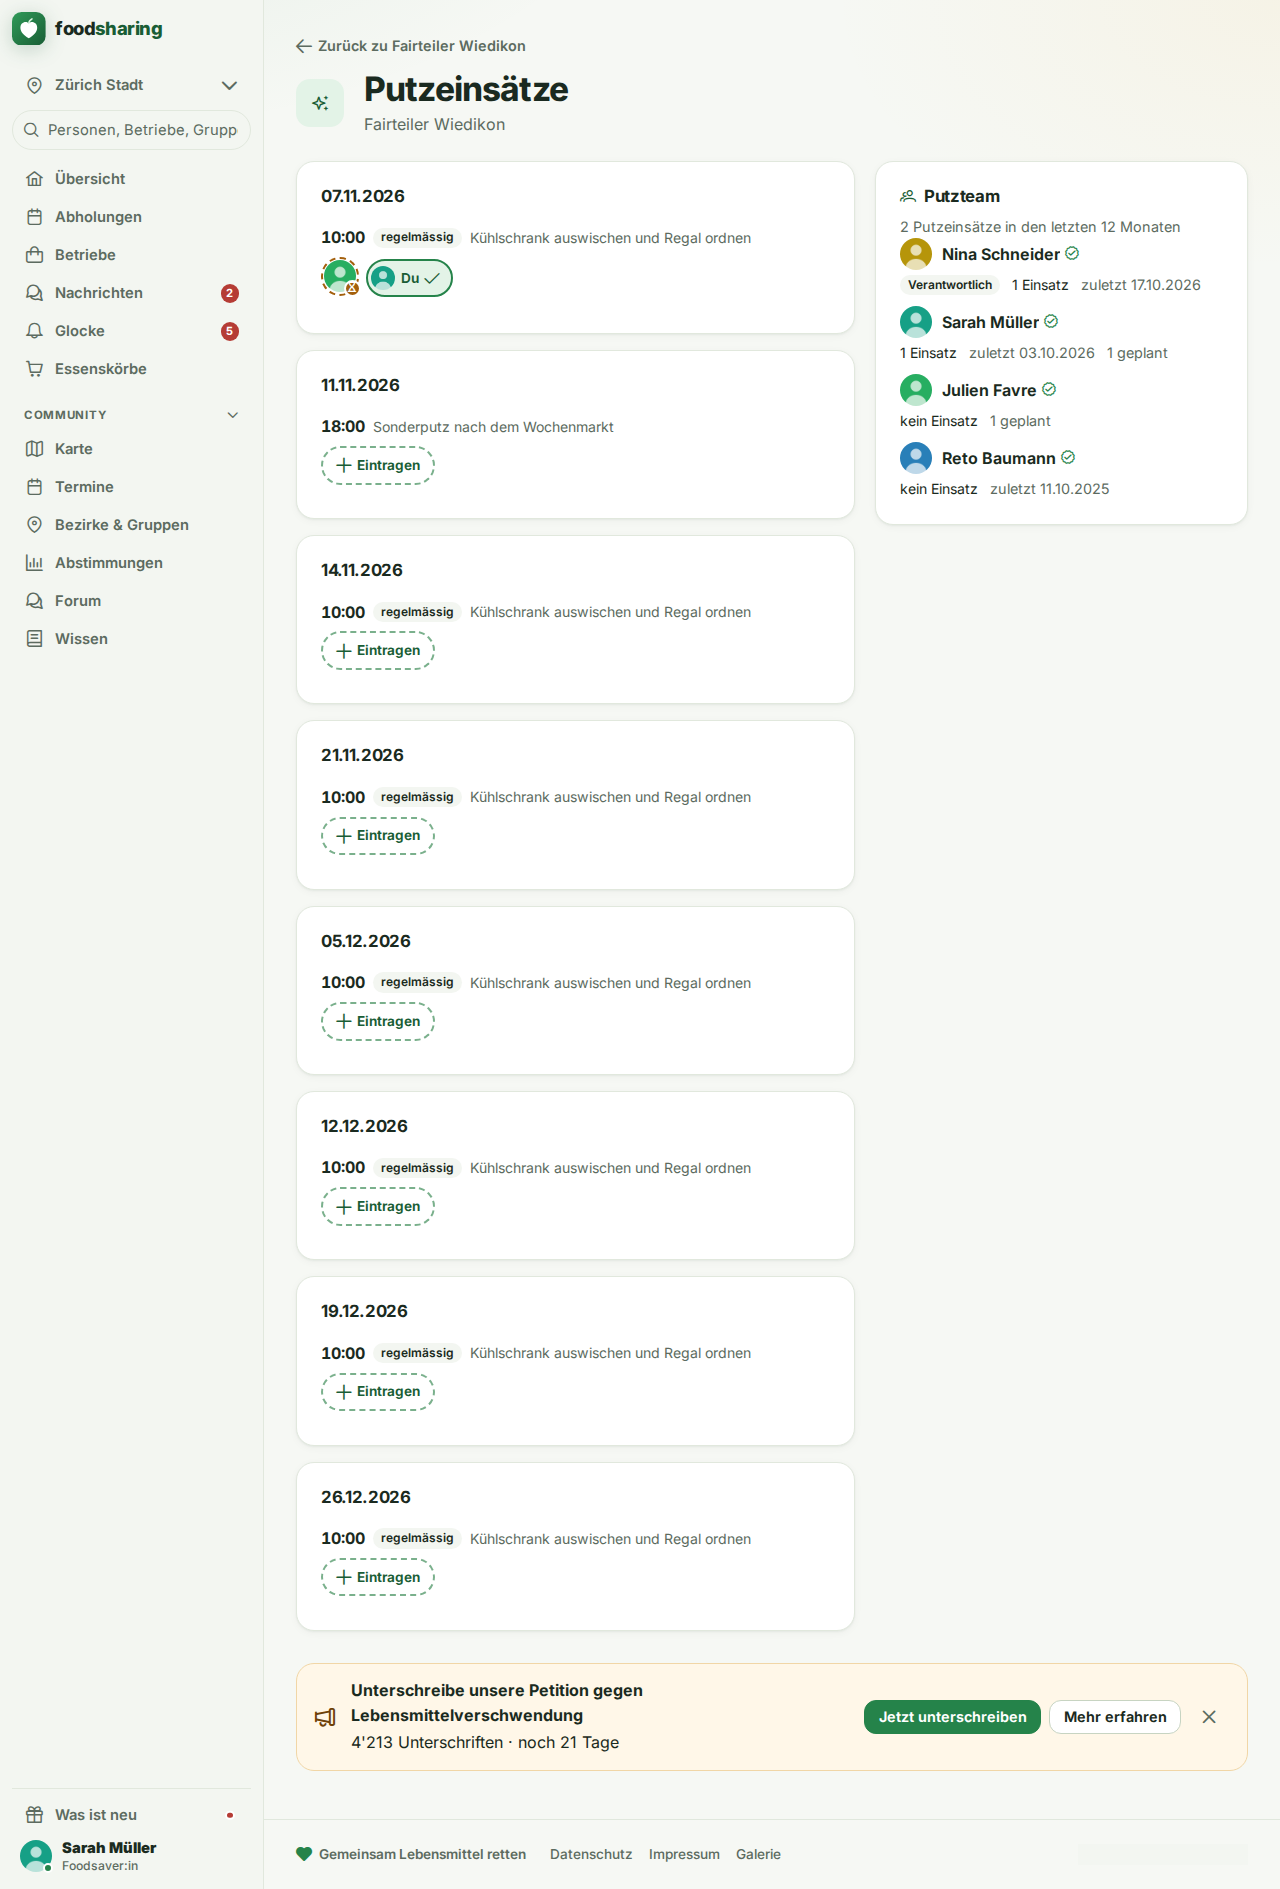 foodsharing
Zürich Stadt
Personen, Betriebe, Grupp
Übersicht
Abholungen
Betriebe
Nachrichten 2
Glocke 5
Essenskörbe
COMMUNITY
Karte
Termine
Bezirke & Gruppen
Abstimmungen
Forum
Wissen
Was ist neu
Sarah Müller
Foodsaver:in
Zurück zu Fairteiler Wiedikon
Putzeinsätze
Fairteiler Wiedikon
07.11.2026
10:00 regelmässig Kühlschrank auswischen und Regal ordnen
Du
11.11.2026
18:00 Sonderputz nach dem Wochenmarkt
Eintragen
14.11.2026
10:00 regelmässig Kühlschrank auswischen und Regal ordnen
Eintragen
21.11.2026
10:00 regelmässig Kühlschrank auswischen und Regal ordnen
Eintragen
05.12.2026
10:00 regelmässig Kühlschrank auswischen und Regal ordnen
Eintragen
12.12.2026
10:00 regelmässig Kühlschrank auswischen und Regal ordnen
Eintragen
19.12.2026
10:00 regelmässig Kühlschrank auswischen und Regal ordnen
Eintragen
26.12.2026
10:00 regelmässig Kühlschrank auswischen und Regal ordnen
Eintragen
Putzteam
2 Putzeinsätze in den letzten 12 Monaten
Nina Schneider
Verantwortlich 1 Einsatz zuletzt 17.10.2026
Sarah Müller
1 Einsatz zuletzt 03.10.2026 1 geplant
Julien Favre
kein Einsatz 1 geplant
Reto Baumann
kein Einsatz zuletzt 11.10.2025
Unterschreibe unsere Petition gegen
Lebensmittelverschwendung
4'213 Unterschriften · noch 21 Tage
Jetzt unterschreiben
Mehr erfahren
Gemeinsam Lebensmittel retten Datenschutz Impressum Galerie